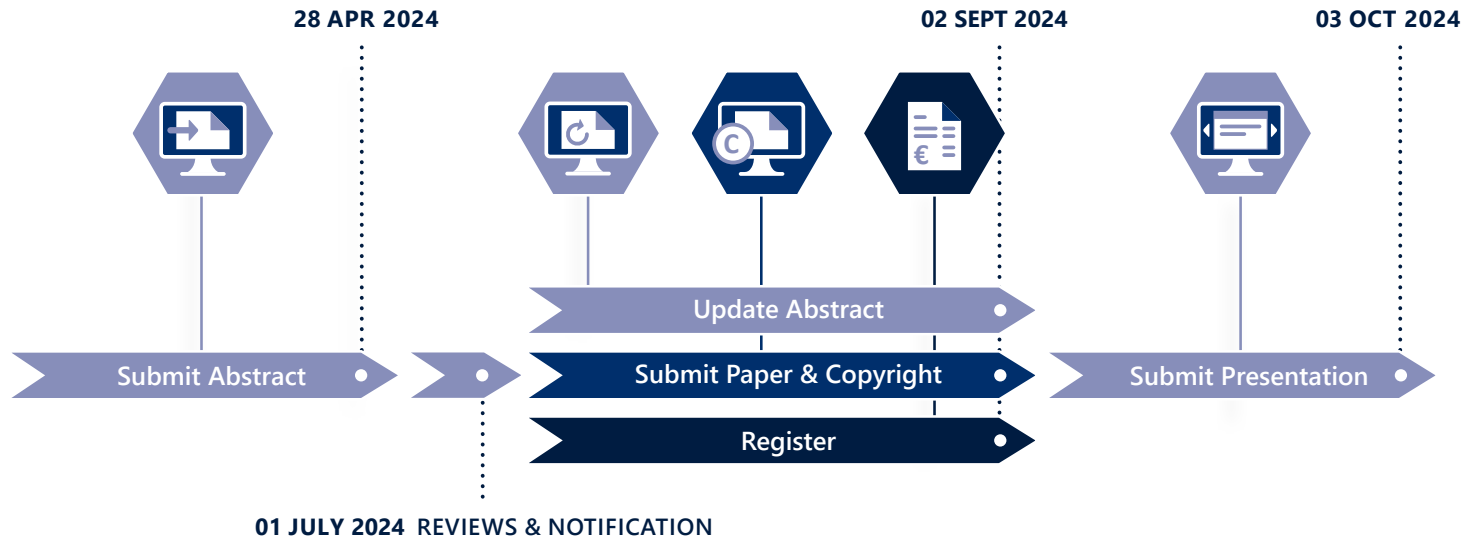 28 APR 2024
02 SEPT 2024
03 OCT 2024
C
€
Update Abstract
Submit Abstract
Submit Paper & Copyright
Submit Presentation
Register
01 JULY 2024 REVIEWS & NOTIFICATION